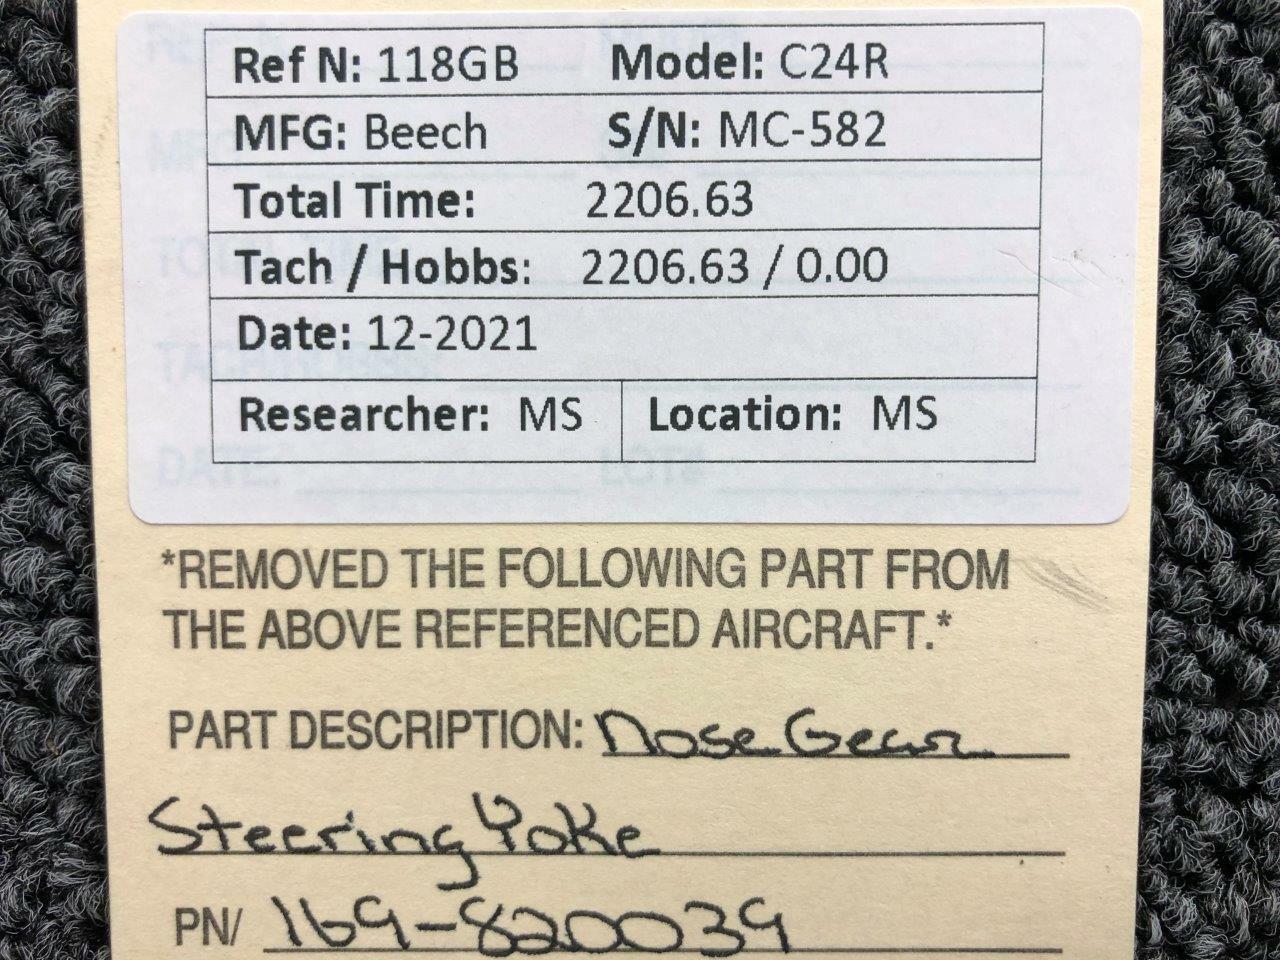 Ref N: 118GB Model: C24R
MFG: Beech S/N: MC-582
Total Time: 2206.63
Tach / Hobbs: 2206.63 / 0.00
Date: 12-2021
Researcher: MS Location: MS
*REMOVED THE FOLLOWING PART FROM
THE ABOVE REFERENCED AIRCRAFT.*
PART DESCRIPTION: Nose Gear
Steering Yoke
PN/ 169-820039